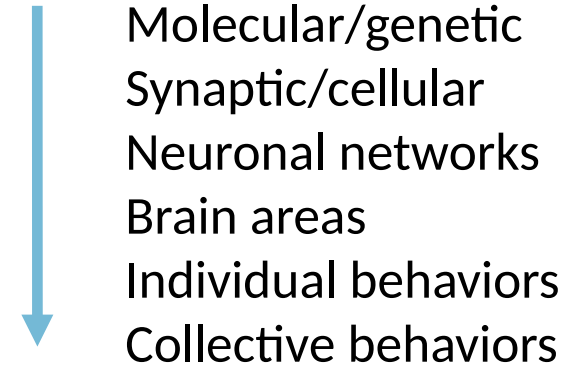 Molecular/genetic
Synaptic/cellular
Neuronal networks
Brain areas
Individual behaviors
Collective behaviors